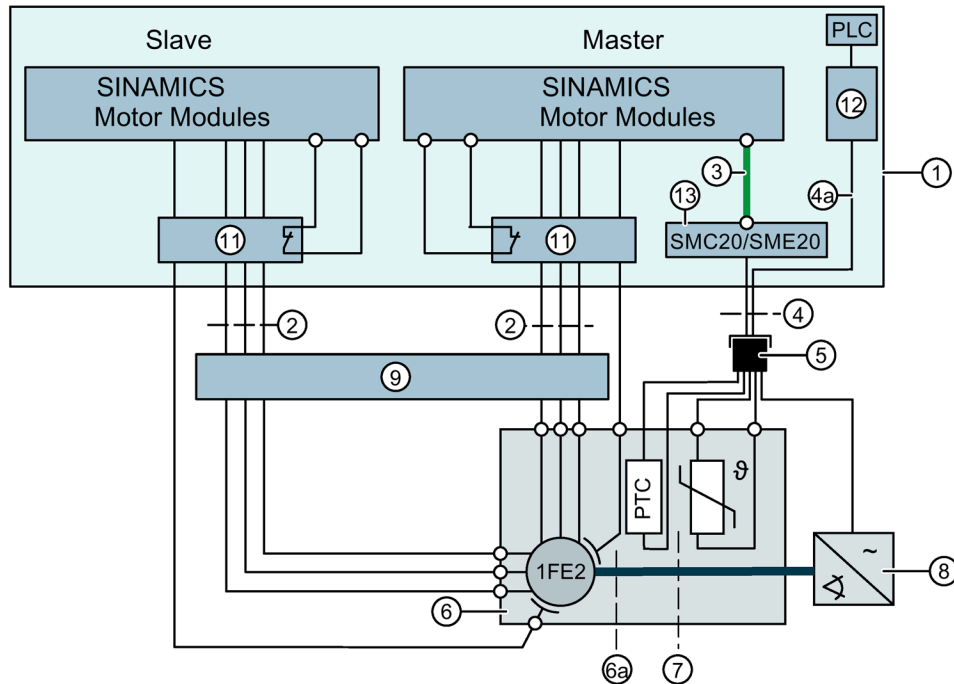 Slave
Master
PLC
SINAMICS
Motor Modules
SINAMICS
Motor Modules
12
3
1
13
4a
11
11
SMC20/SME20
2
2
4
5
9
PTC
ϑ
1FE2
~
8
6
6a
7